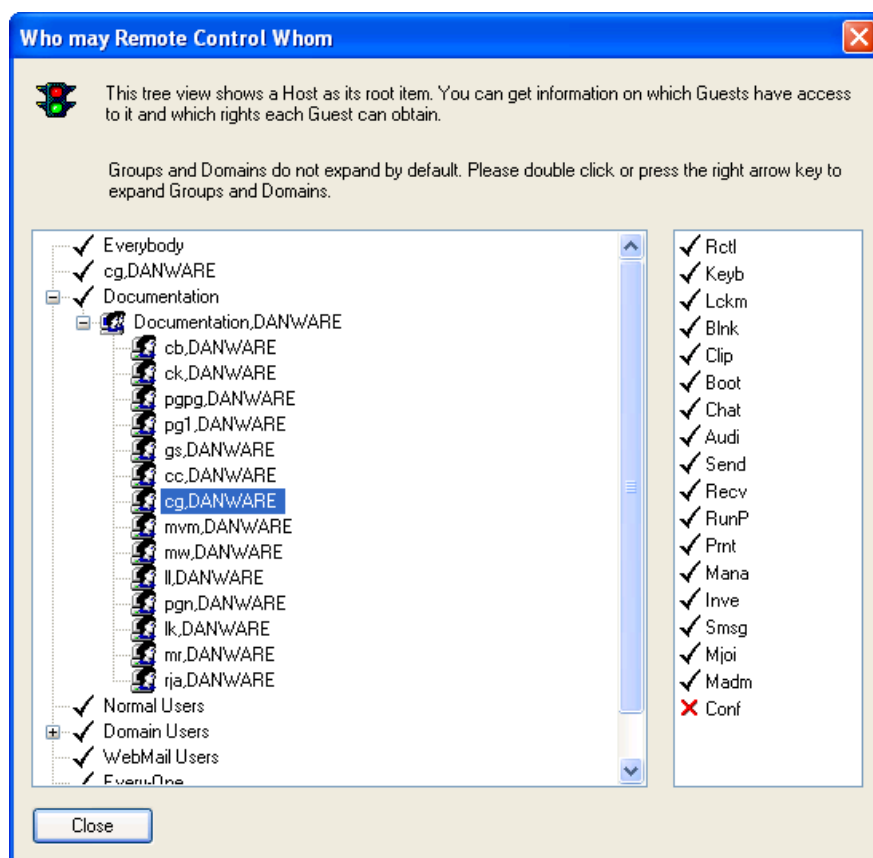 Who may Remote Control Whom
This tree view shows a Host as its root item. You can get information on which Guests have access
to it and which rights each Guest can obtain.
Groups and Domains do not expand by default. Please double click or press the right arrow key to
expand Groups and Domains.
Everybody
cg,DANWARE
Documentation
Documentation,DANWARE
cb,DANWARE
ck,DANWARE
pgpg,DANWARE
pg1,DANWARE
gs,DANWARE
cc,DANWARE
cg,DANWARE
mvm,DANWARE
mw,DANWARE
ll,DANWARE
pgn,DANWARE
lk,DANWARE
mr,DANWARE
rja,DANWARE
Normal Users
Domain Users
WebMail Users
Every-One
Rctl
Keyb
Lckm
Blnk
Clip
Boot
Chat
Audi
Send
Recv
RunP
Prnt
Mana
Inve
Smsg
Mjoi
Madm
Conf
Close